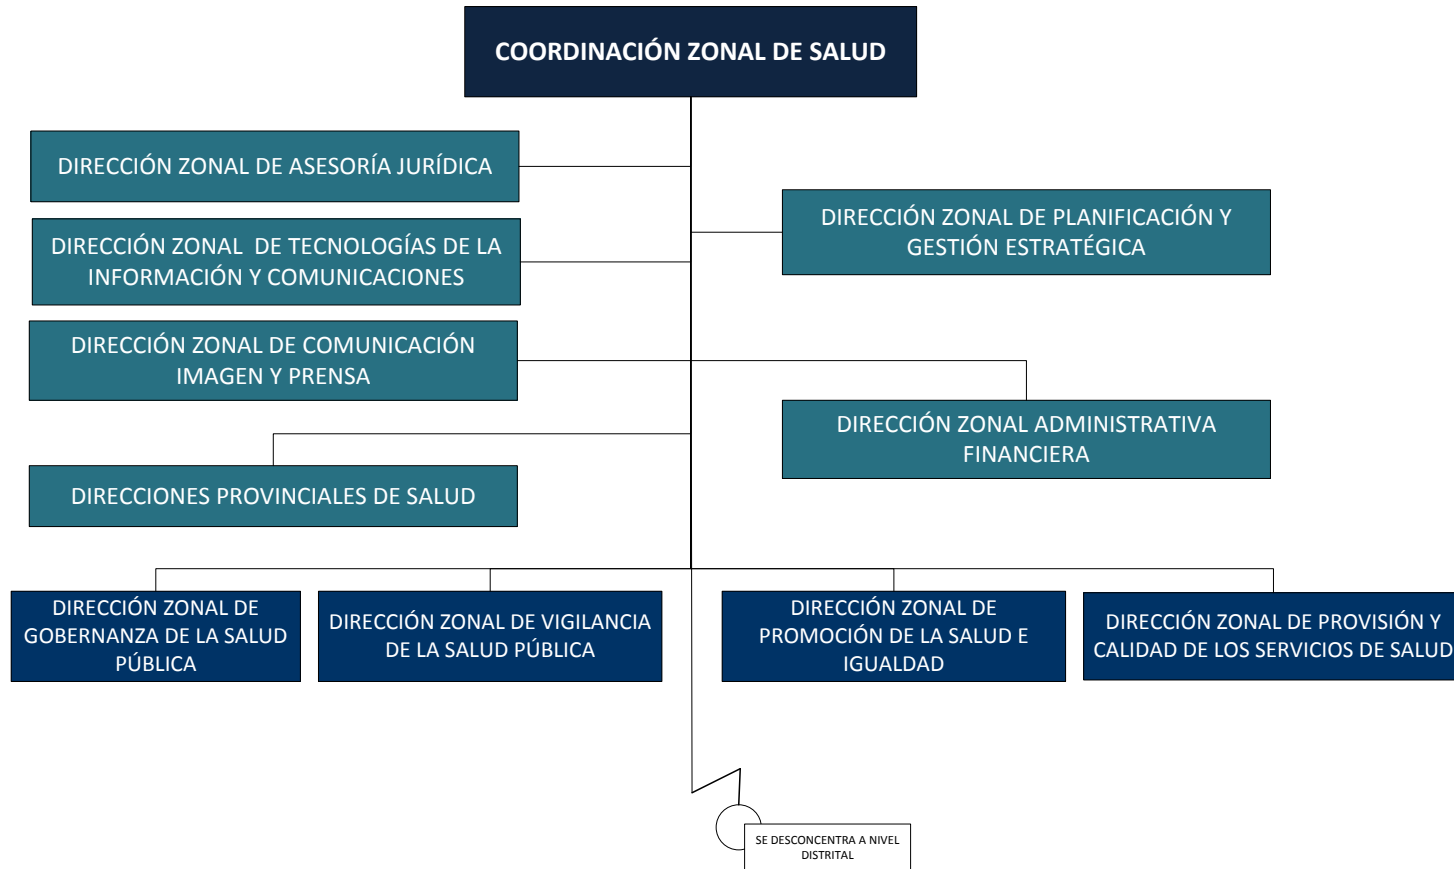 COORDINACIÓN ZONAL DE SALUD
DIRECCIÓN ZONAL DE ASESORÍA JURÍDICA
DIRECCIÓN ZONAL DE PLANIFICACIÓN Y
GESTIÓN ESTRATÉGICA
DIRECCIÓN ZONAL DE TECNOLOGÍAS DE LA
INFORMACIÓN Y COMUNICACIONES
DIRECCIÓN ZONAL DE COMUNICACIÓN
IMAGEN Y PRENSA
DIRECCIÓN ZONAL ADMINISTRATIVA
FINANCIERA
DIRECCIONES PROVINCIALES DE SALUD
DIRECCIÓN ZONAL DE
GOBERNANZA DE LA SALUD
PÚBLICA
DIRECCIÓN ZONAL DE VIGILANCIA
DE LA SALUD PÚBLICA
DIRECCIÓN ZONAL DE
PROMOCIÓN DE LA SALUD E
IGUALDAD
DIRECCIÓN ZONAL DE PROVISIÓN Y
CALIDAD DE LOS SERVICIOS DE SALUD
SE DESCONCENTRA A NIVEL
DISTRITAL